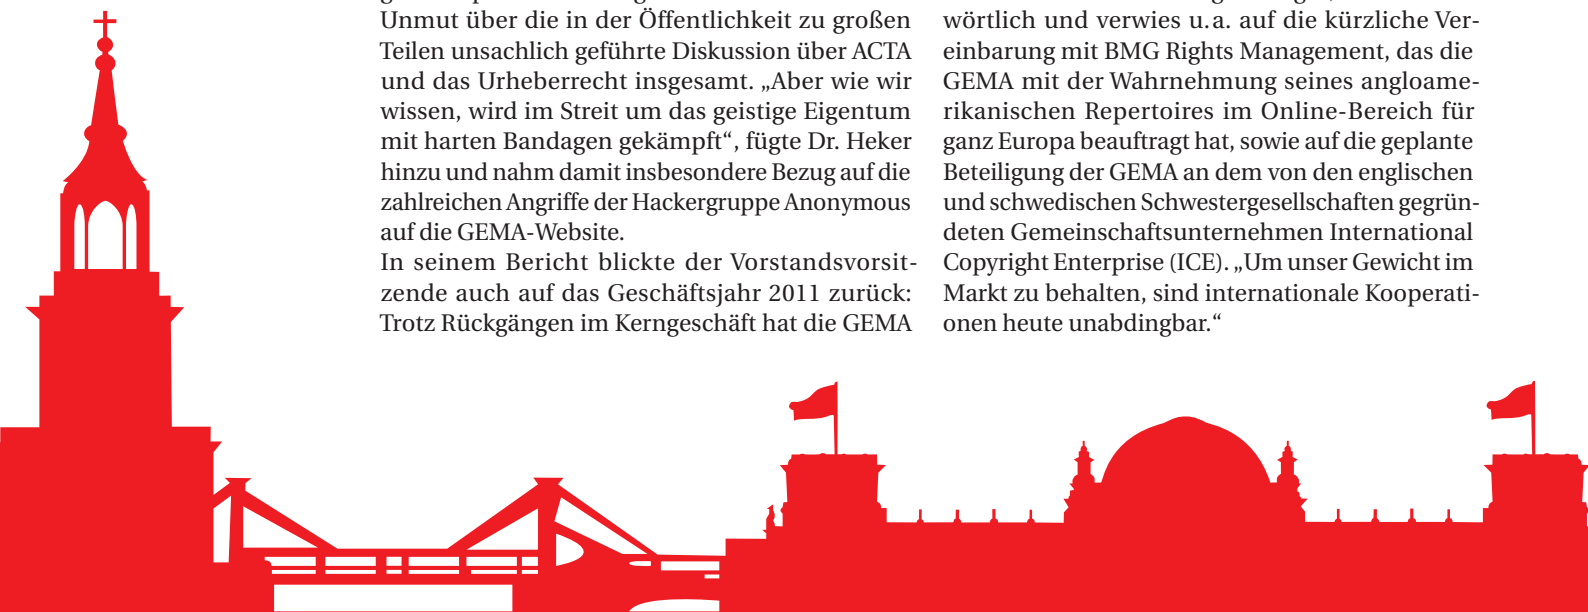 Unmut über die in der Öffentlichkeit zu großen
Teilen unsachlich geführte Diskussion über ACTA
und das Urheberrecht insgesamt. „Aber wie wir
wissen, wird im Streit um das geistige Eigentum
mit harten Bandagen gekämpft“, fügte Dr. Heker
hinzu und nahm damit insbesondere Bezug auf die
zahlreichen Angriffe der Hackergruppe Anonymous
auf die GEMA-Website.
In seinem Bericht blickte der Vorstandsvorsit-
zende auch auf das Geschäftsjahr 2011 zurück:
Trotz Rückgängen im Kerngeschäft hat die GEMA
wörtlich und verwies u. a. auf die kürzliche Ver-
einbarung mit BMG Rights Management, das die
GEMA mit der Wahrnehmung seines angloame-
rikanischen Repertoires im Online-Bereich für
ganz Europa beauftragt hat, sowie auf die geplante
Beteiligung der GEMA an dem von den englischen
und schwedischen Schwestergesellschaften gegrün-
deten Gemeinschaftsunternehmen International
Copyright Enterprise (ICE). „Um unser Gewicht im
Markt zu behalten, sind internationale Kooperati-
onen heute unabdingbar.“